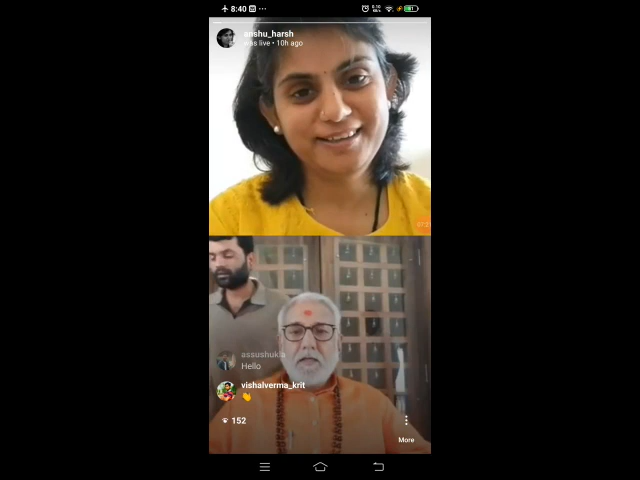 8:40
anshu_harsh
was live • 10h ago
assushukla
Hello
vishalverma_krit
👏
152
More